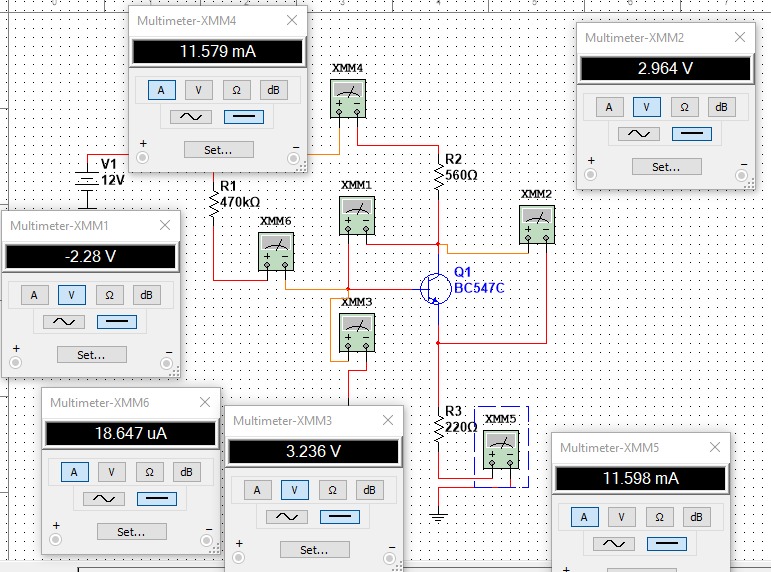 Multimeter-XMM4
11.579 mA
A V Ω dB
Set...
+ −
Multimeter-XMM2
2.964 V
A V Ω dB
Set...
+ −
XMM4
V1
12V
R1
470kΩ
R2
560Ω
XMM1
XMM2
XMM6
Q1
BC547C
XMM3
Multimeter-XMM1
-2.28 V
A V Ω dB
Set...
+ −
Multimeter-XMM6
18.647 uA
A V Ω dB
Set...
+ −
Multimeter-XMM3
3.236 V
A V Ω dB
Set...
+ −
R3
220Ω
XMM5
Multimeter-XMM5
11.598 mA
A V Ω dB